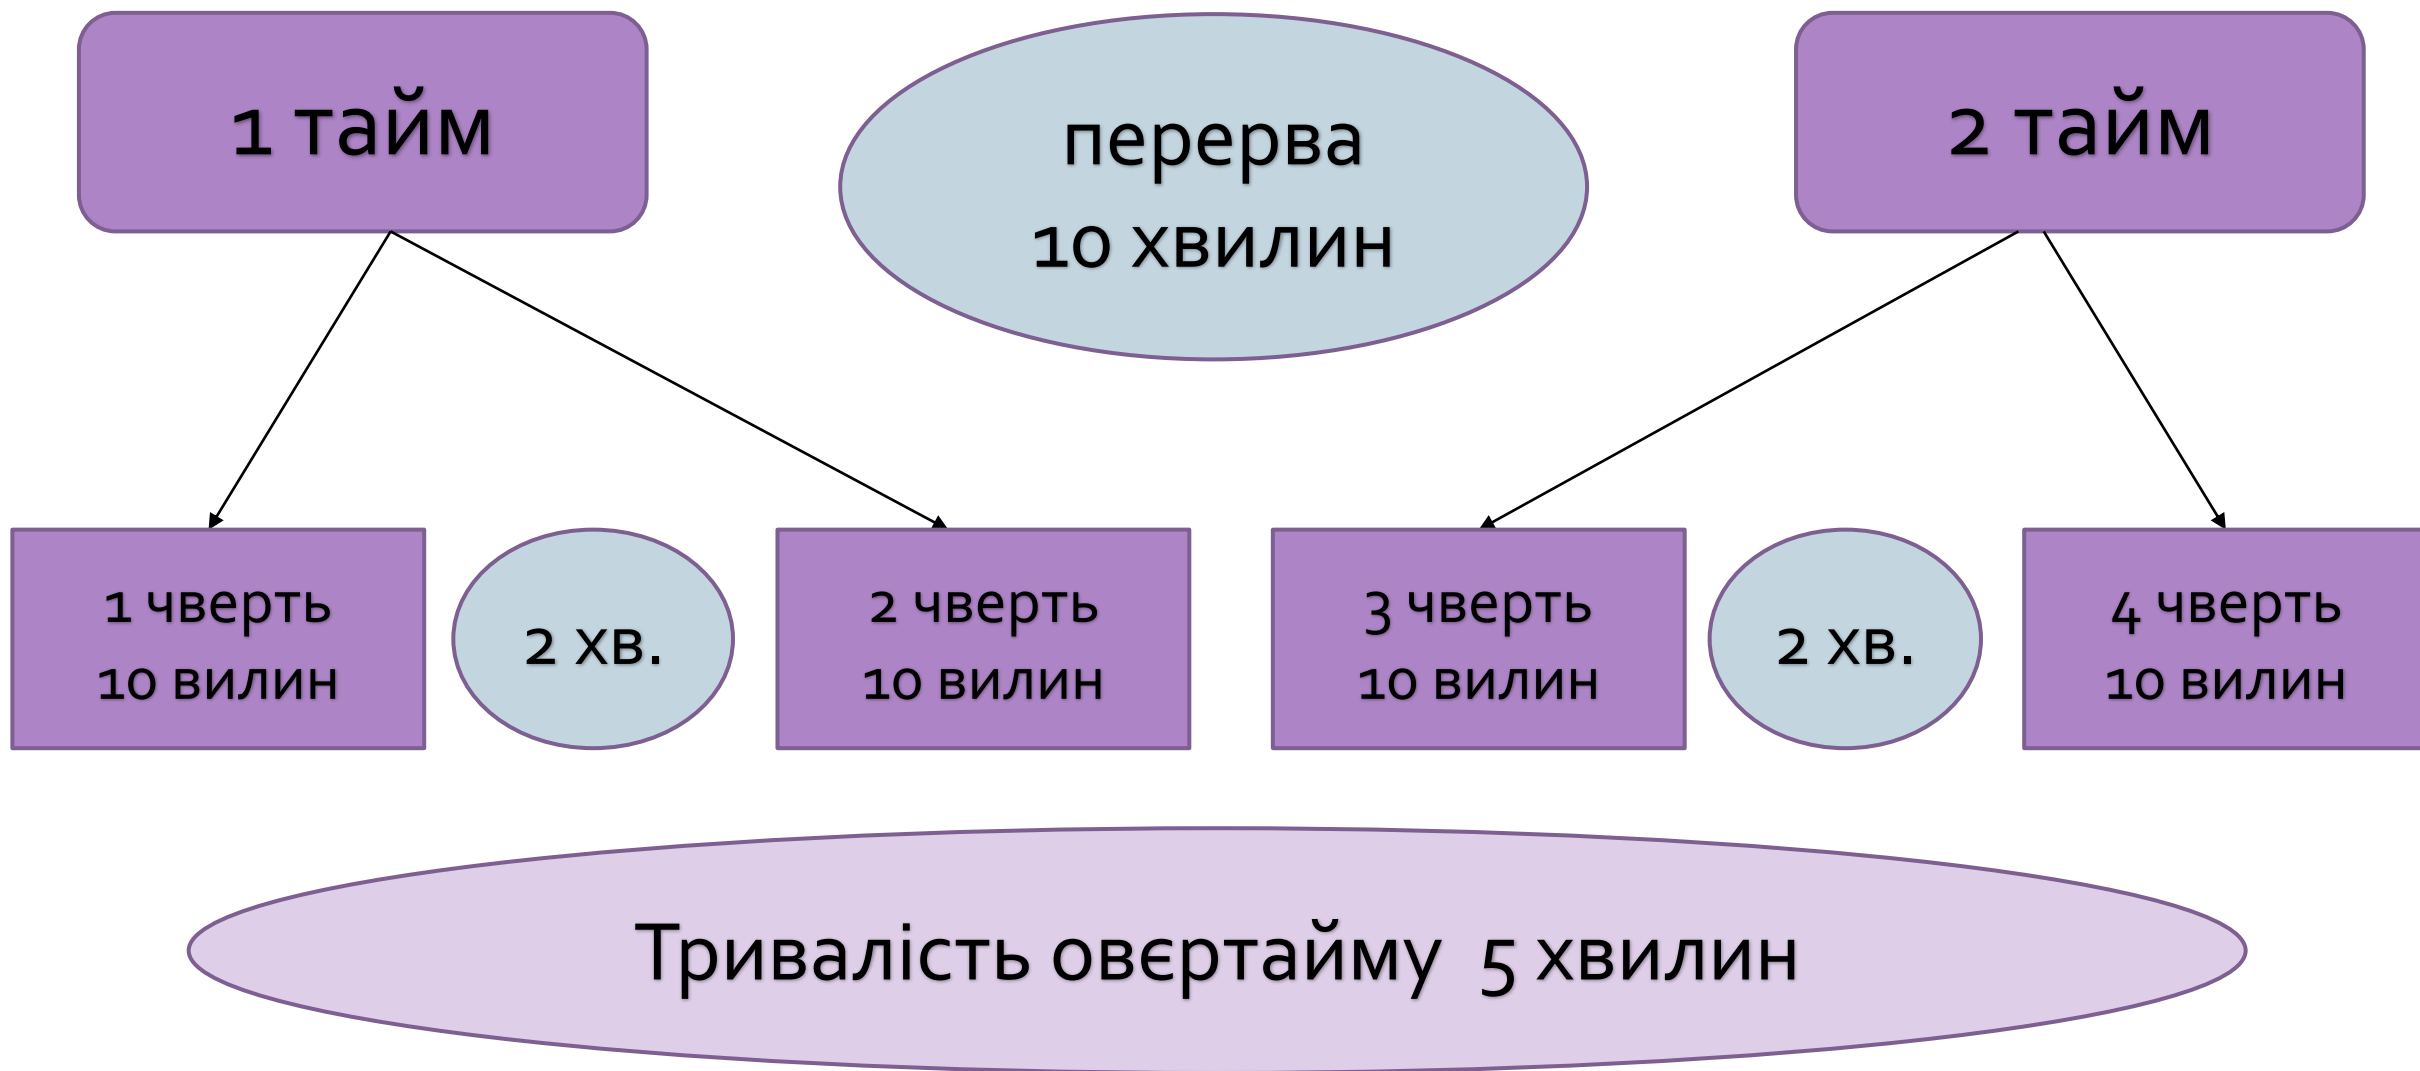 1 тайм
перерва
10 хвилин
2 тайм
1 чверть
10 вилин
2 хв.
2 чверть
10 вилин
3 чверть
10 вилин
2 хв.
4 чверть
10 вилин
Тривалість овєртайму 5 хвилин